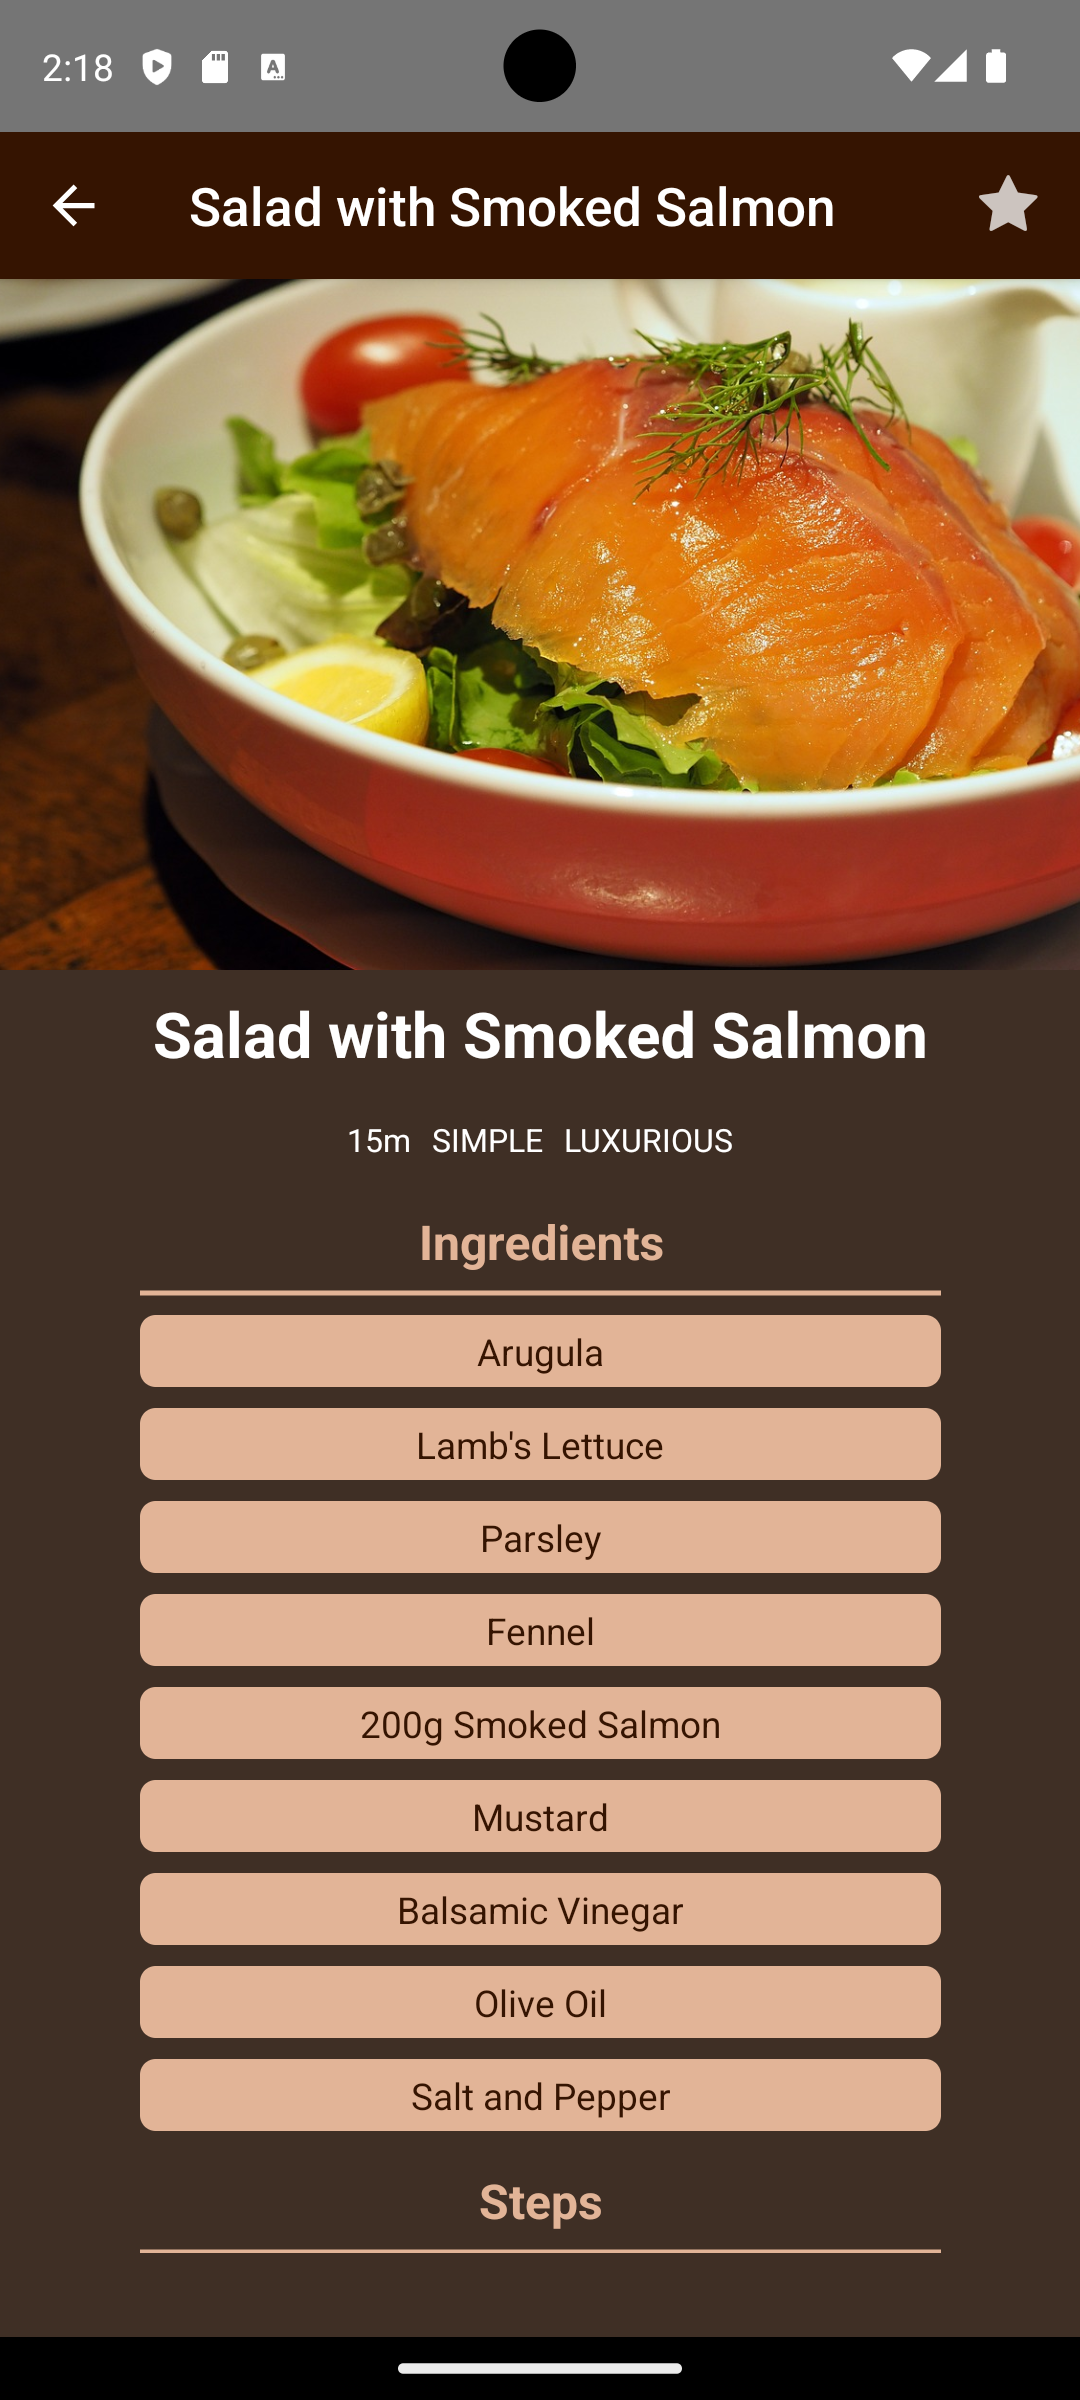 2:18
Salad with Smoked Salmon
Salad with Smoked Salmon
15m SIMPLE LUXURIOUS
Ingredients
Arugula
Lamb's Lettuce
Parsley
Fennel
200g Smoked Salmon
Mustard
Balsamic Vinegar
Olive Oil
Salt and Pepper
Steps